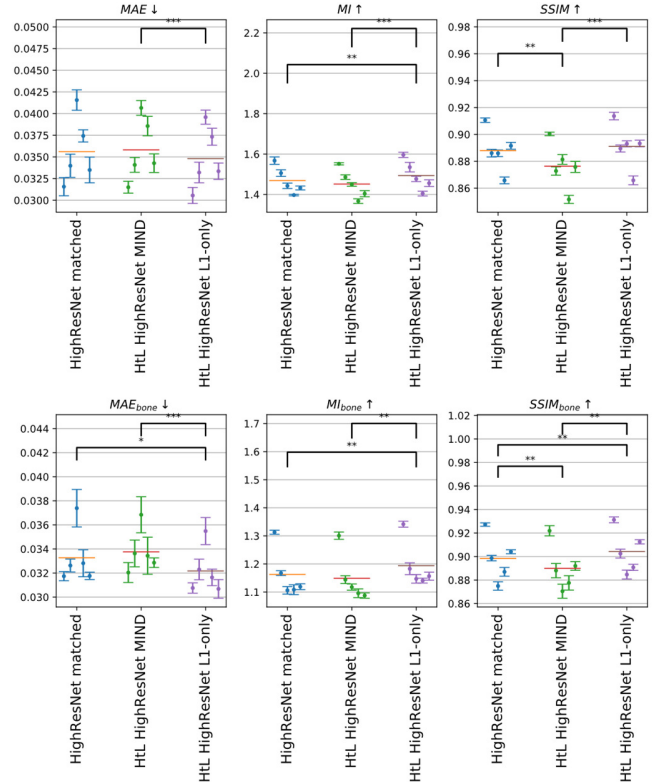 MAE ↓
0.0500
0.0475
0.0450
0.0425
0.0400
0.0375
0.0350
0.0325
0.0300
***
HighResNet matched
HtL HighResNet MIND
HtL HighResNet L1-only
MI ↑
2.2
2.0
1.8
1.6
1.4
***
**
HighResNet matched
HtL HighResNet MIND
HtL HighResNet L1-only
SSIM ↑
0.98
0.96
0.94
0.92
0.90
0.88
0.86
***
**
HighResNet matched
HtL HighResNet MIND
HtL HighResNet L1-only
MAE_bone ↓
0.044
0.042
0.040
0.038
0.036
0.034
0.032
0.030
***
*
HighResNet matched
HtL HighResNet MIND
HtL HighResNet L1-only
MI_bone ↑
1.7
1.6
1.5
1.4
1.3
1.2
1.1
**
**
HighResNet matched
HtL HighResNet MIND
HtL HighResNet L1-only
SSIM_bone ↑
1.02
1.00
0.98
0.96
0.94
0.92
0.90
0.88
0.86
**
**
**
HighResNet matched
HtL HighResNet MIND
HtL HighResNet L1-only